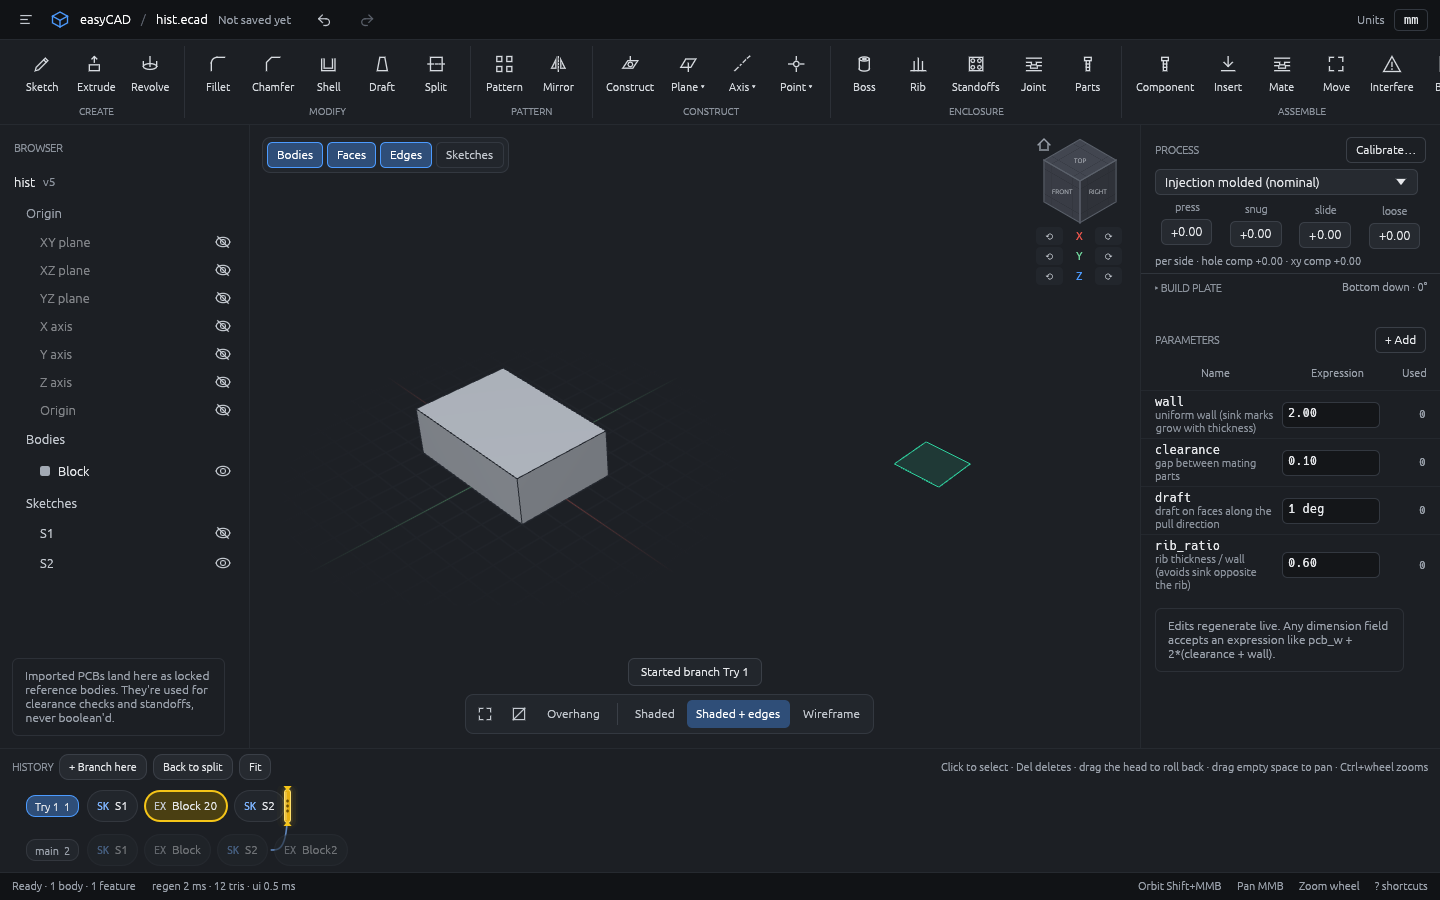 easyCAD / hist.ecad Not saved yet
Units mm
Sketch Extrude Revolve Fillet Chamfer Shell Draft Split Pattern Mirror Construct Plane Axis Point Boss Rib Standoffs Joint Parts Component Insert Mate Move Interfere
CREATE MODIFY PATTERN CONSTRUCT ENCLOSURE ASSEMBLE
BROWSER
hist v5
Origin
XY plane
XZ plane
YZ plane
X axis
Y axis
Z axis
Origin
Bodies
Block
Sketches
S1
S2
Imported PCBs land here as locked
reference bodies. They're used for
clearance checks and standoffs,
never boolean'd.
Bodies Faces Edges Sketches
TOP
FRONT RIGHT
X
Y
Z
Started branch Try 1
Overhang Shaded Shaded + edges Wireframe
PROCESS Calibrate...
Injection molded (nominal)
press snug slide loose
+0.00 +0.00 +0.00 +0.00
per side · hole comp +0.00 · xy comp +0.00
BUILD PLATE Bottom down · 0°
PARAMETERS + Add
Name Expression Used
wall
uniform wall (sink marks
grow with thickness)
2.00 0
clearance
gap between mating
parts
0.10 0
draft
draft on faces along the
pull direction
1 deg 0
rib_ratio
rib thickness / wall
(avoids sink opposite
the rib)
0.60 0
Edits regenerate live. Any dimension field
accepts an expression like pcb_w +
2*(clearance + wall).
HISTORY + Branch here Back to split Fit
Click to select · Del deletes · drag the head to roll back · drag empty space to pan · Ctrl+wheel zooms
Try 1 1 SK S1 EX Block 20 SK S2
main 2 SK S1 EX Block SK S2 EX Block2
Ready · 1 body · 1 feature regen 2 ms · 12 tris · ui 0.5 ms
Orbit Shift+MMB Pan MMB Zoom wheel ? shortcuts